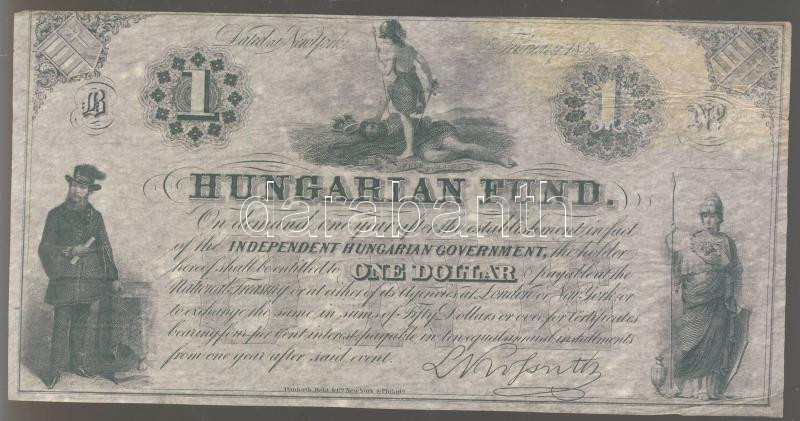 Dated at New York
February 185
1
1
B
No
HUNGARIAN FUND.
On demand, one year after the establishment in fact
of the INDEPENDENT HUNGARIAN GOVERNMENT, the holder
hereof shall be entitled to ONE DOLLAR payable at the
National Treasury or at either of its Agencies at London or New York, or
to exchange the same in sums of Fifty Dollars or over for Certificates
bearing four per Cent interest payable in ten equal annual instalments
from one year after said event.
L Kossuth
Danforth, Bald & Co. New York & Philad.
databanth